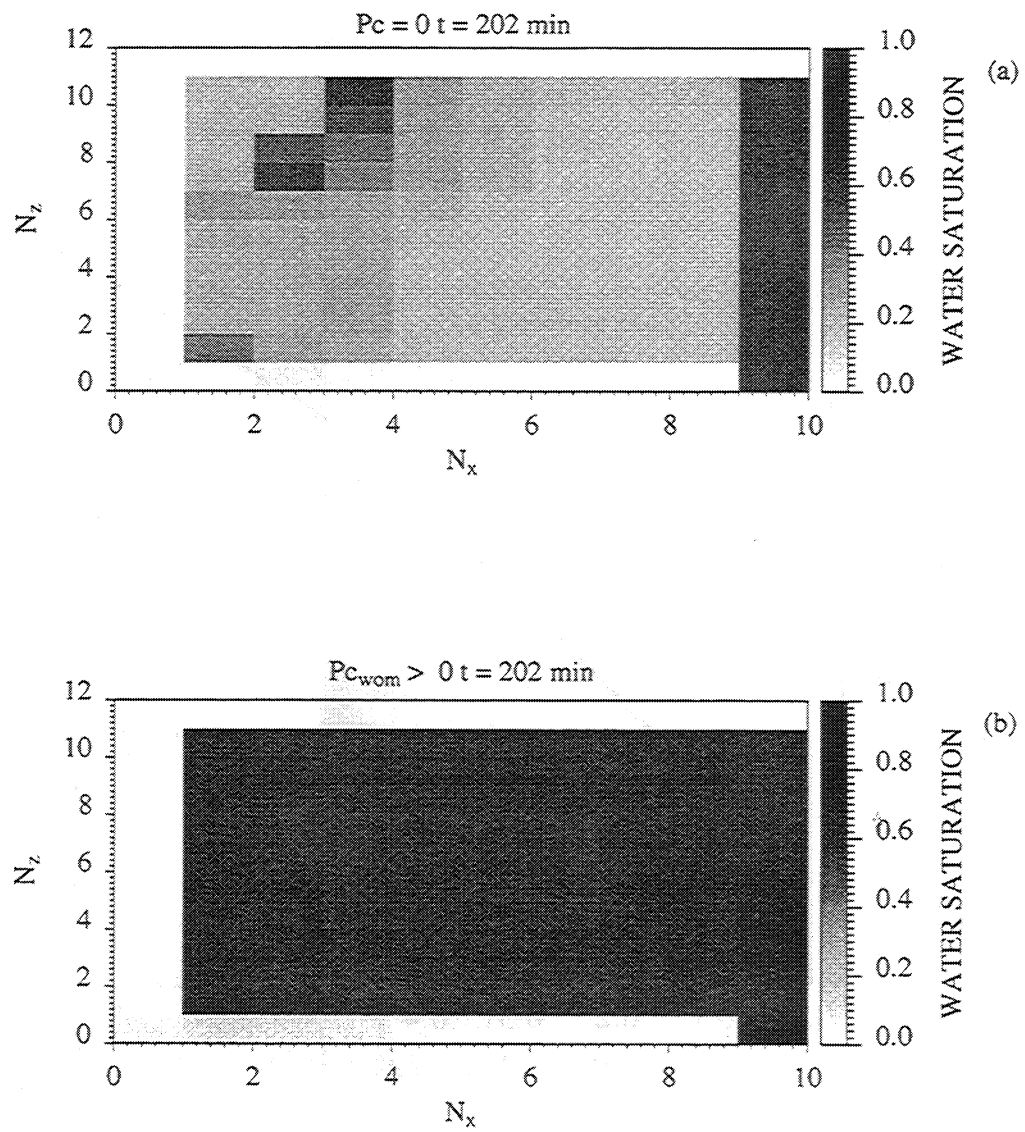 Pc = 0 t = 202 min
(a)
12
10
8
6
4
2
0
N_z
0 2 4 6 8 10
N_x
1.0
0.8
0.6
0.4
0.2
0.0
WATER SATURATION
Pc_wom > 0 t = 202 min
(b)
12
10
8
6
4
2
0
N_z
0 2 4 6 8 10
N_x
1.0
0.8
0.6
0.4
0.2
0.0
WATER SATURATION